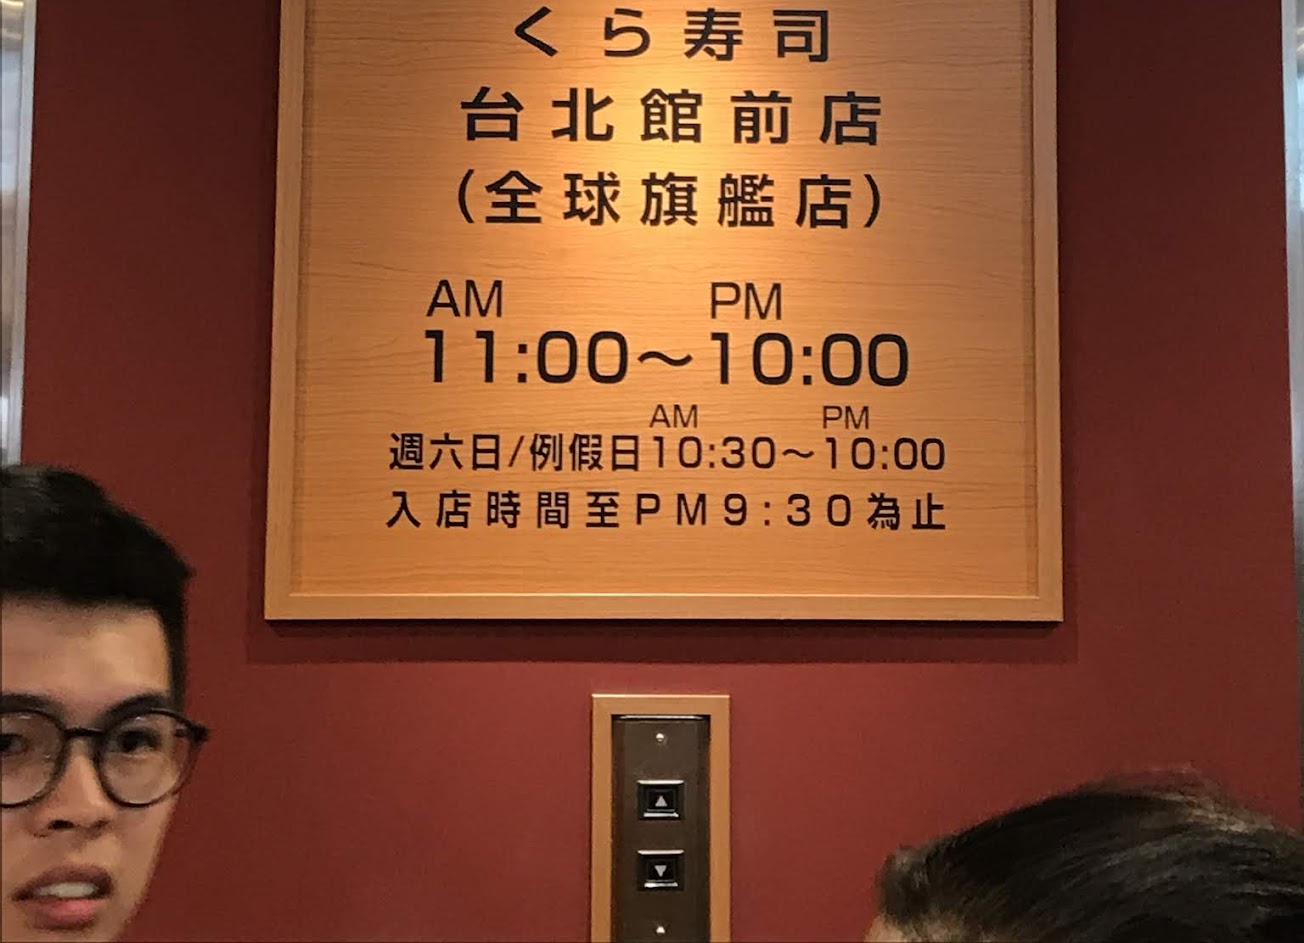 くら寿司
台北館前店
(全球旗艦店)
AM PM
11:00～10:00
AM PM
週六日/例假日10:30～10:00
入店時間至PM9:30為止